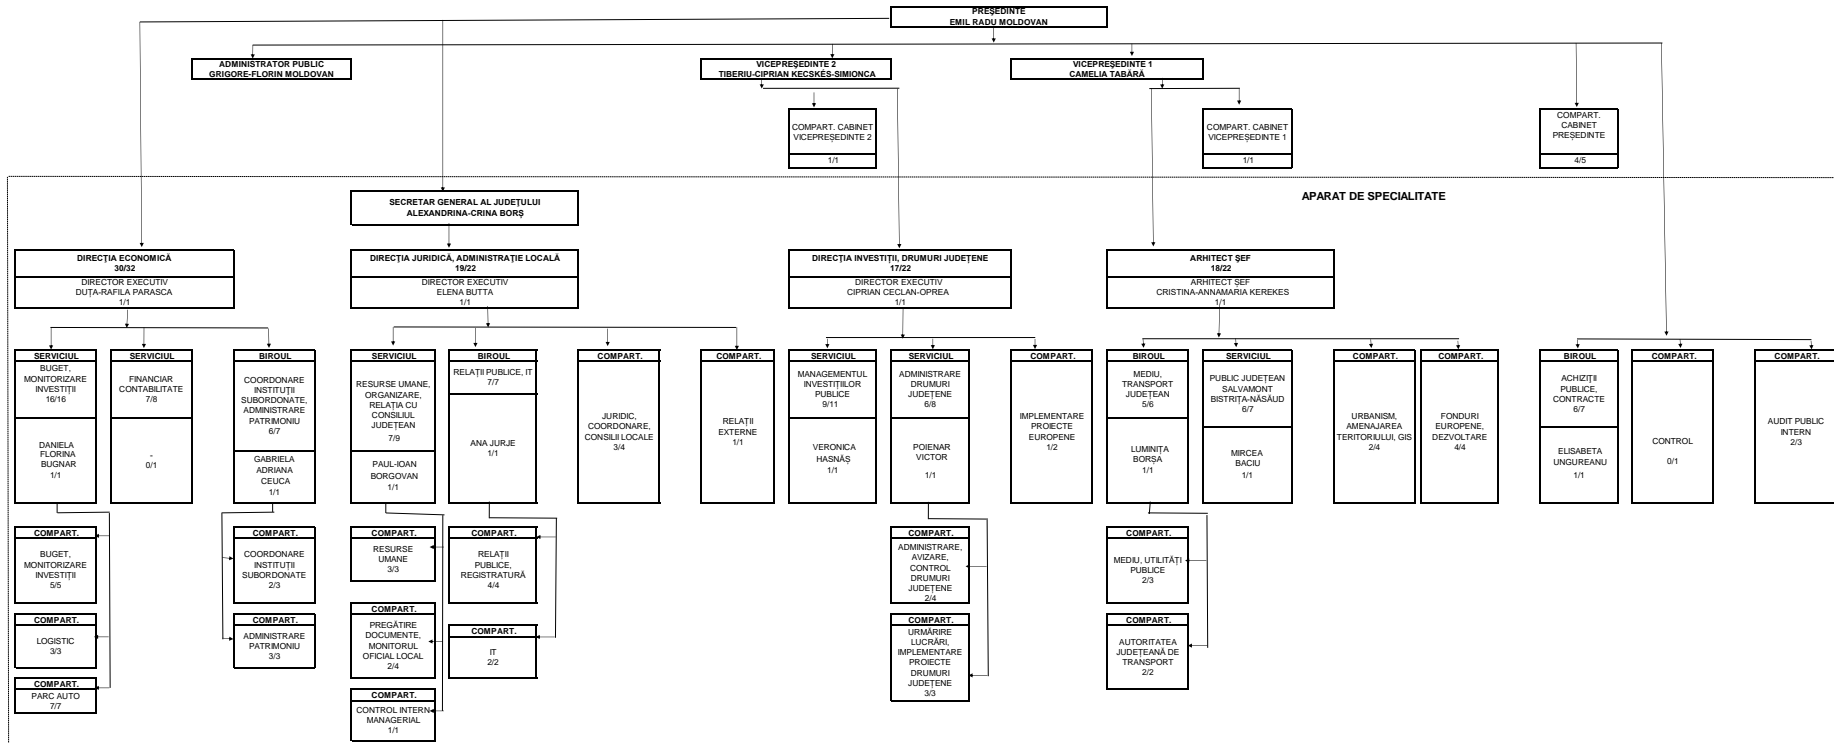 PREȘEDINTE
EMIL RADU MOLDOVAN
ADMINISTRATOR PUBLIC
GRIGORE-FLORIN MOLDOVAN
VICEPREȘEDINTE 2
TIBERIU-CIPRIAN KECSKÉS-SIMIONCA
VICEPREȘEDINTE 1
CAMELIA TABĂRĂ
COMPART. CABINET
VICEPREȘEDINTE 2
1/1
COMPART. CABINET
VICEPREȘEDINTE 1
1/1
COMPART.
CABINET
PREȘEDINTE
4/5
APARAT DE SPECIALITATE
SECRETAR GENERAL AL JUDEȚULUI
ALEXANDRINA-CRINA BORȘ
DIRECȚIA ECONOMICĂ
30/32
DIRECTOR EXECUTIV
DUȚA-RAFILA PARASCA
1/1
DIRECȚIA JURIDICĂ, ADMINISTRAȚIE LOCALĂ
19/22
DIRECTOR EXECUTIV
ELENA BUTTA
1/1
DIRECȚIA INVESTIȚII, DRUMURI JUDEȚENE
17/22
DIRECTOR EXECUTIV
CIPRIAN CECLAN-OPREA
1/1
ARHITECT ȘEF
18/22
ARHITECT ȘEF
CRISTINA-ANNAMARIA KEREKES
1/1
SERVICIUL
BUGET,
MONITORIZARE
INVESTIȚII
16/16
DANIELA
FLORINA
BUGNAR
1/1
SERVICIUL
FINANCIAR
CONTABILITATE
7/8
-
0/1
BIROUL
COORDONARE
INSTITUȚII
SUBORDONATE,
ADMINISTRARE
PATRIMONIU
6/7
GABRIELA
ADRIANA
CEUCA
1/1
SERVICIUL
RESURSE UMANE,
ORGANIZARE,
RELAȚIA CU
CONSILIUL
JUDEȚEAN
7/9
PAUL-IOAN
BORGOVAN
1/1
BIROUL
RELAȚII PUBLICE, IT
7/7
ANA JURJE
1/1
COMPART.
JURIDIC,
COORDONARE,
CONSILII LOCALE
3/4
COMPART.
RELAȚII
EXTERNE
1/1
SERVICIUL
MANAGEMENTUL
INVESTIȚIILOR
PUBLICE
9/11
VERONICA
HASNĂȘ
1/1
SERVICIUL
ADMINISTRARE
DRUMURI
JUDEȚENE
6/8
POIENAR
VICTOR
1/1
COMPART.
IMPLEMENTARE
PROIECTE
EUROPENE
1/2
BIROUL
MEDIU,
TRANSPORT
JUDEȚEAN
5/6
LUMINIȚA
BORȘA
1/1
SERVICIUL
PUBLIC JUDEȚEAN
SALVAMONT
BISTRIȚA-NĂSĂUD
6/7
MIRCEA
BACIU
1/1
COMPART.
URBANISM,
AMENAJAREA
TERITORIULUI, GIS
2/4
COMPART.
FONDURI
EUROPENE,
DEZVOLTARE
4/4
BIROUL
ACHIZIȚII
PUBLICE,
CONTRACTE
6/7
ELISABETA
UNGUREANU
1/1
COMPART.
CONTROL
0/1
COMPART.
AUDIT PUBLIC
INTERN
2/3
COMPART.
BUGET,
MONITORIZARE
INVESTIȚII
5/5
COMPART.
LOGISTIC
3/3
COMPART.
PARC AUTO
7/7
COMPART.
COORDONARE
INSTITUȚII
SUBORDONATE
2/3
COMPART.
ADMINISTRARE
PATRIMONIU
3/3
COMPART.
RESURSE
UMANE
3/3
COMPART.
PREGĂTIRE
DOCUMENTE,
MONITORUL
OFICIAL LOCAL
2/4
COMPART.
CONTROL INTERN
MANAGERIAL
1/1
COMPART.
RELAȚII
PUBLICE,
REGISTRATURĂ
4/4
COMPART.
IT
2/2
COMPART.
ADMINISTRARE,
AVIZARE,
CONTROL
DRUMURI
JUDEȚENE
2/4
COMPART.
URMĂRIRE
LUCRĂRI,
IMPLEMENTARE
PROIECTE
DRUMURI
JUDEȚENE
3/3
COMPART.
MEDIU, UTILITĂȚI
PUBLICE
2/3
COMPART.
AUTORITATEA
JUDEȚEANĂ DE
TRANSPORT
2/2